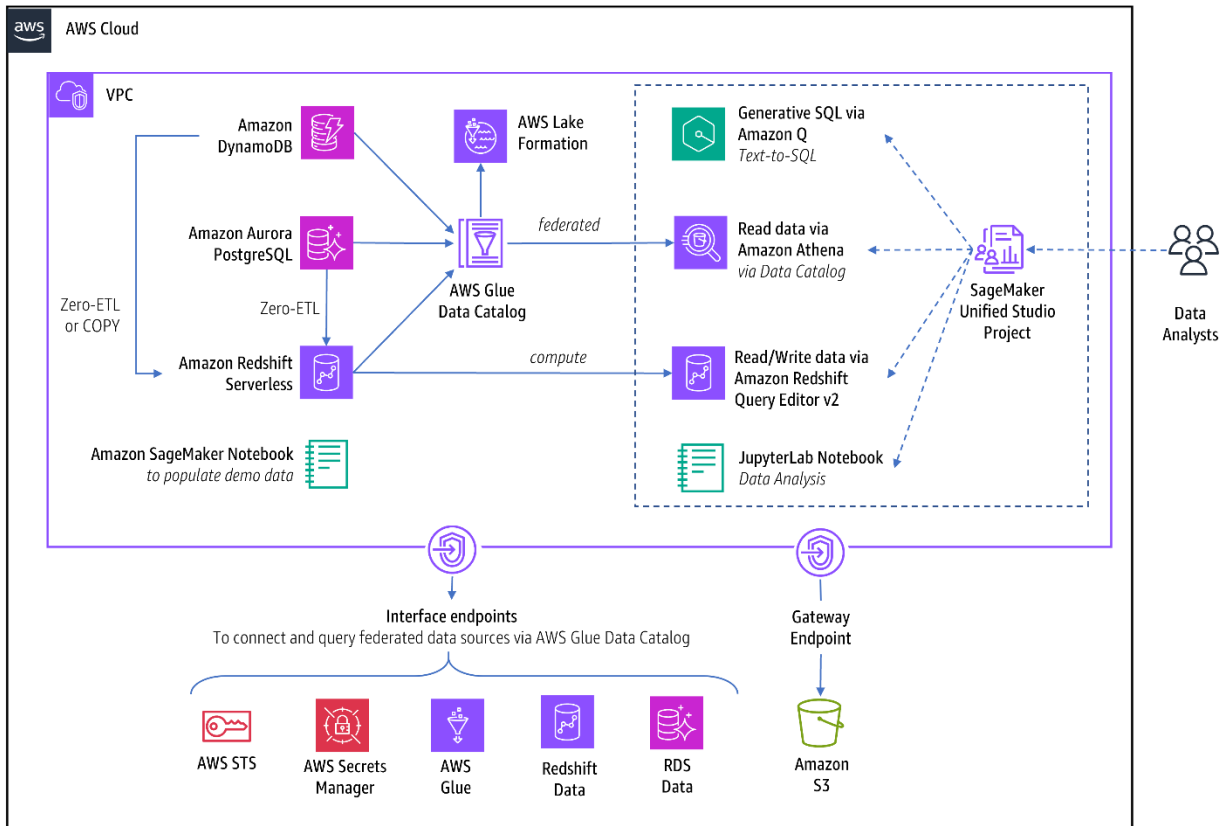 aws
AWS Cloud
VPC
Amazon
DynamoDB
AWS Lake
Formation
Generative SQL via
Amazon Q
Text-to-SQL
Amazon Aurora
PostgreSQL
federated
Read data via
Amazon Athena
via Data Catalog
AWS Glue
Data Catalog
SageMaker
Unified Studio
Project
Data
Analysts
Zero-ETL
or COPY
Zero-ETL
Amazon Redshift
Serverless
compute
Read/Write data via
Amazon Redshift
Query Editor v2
Amazon SageMaker Notebook
to populate demo data
JupyterLab Notebook
Data Analysis
Interface endpoints
To connect and query federated data sources via AWS Glue Data Catalog
Gateway
Endpoint
AWS STS
AWS Secrets
Manager
AWS
Glue
Redshift
Data
RDS
Data
Amazon
S3